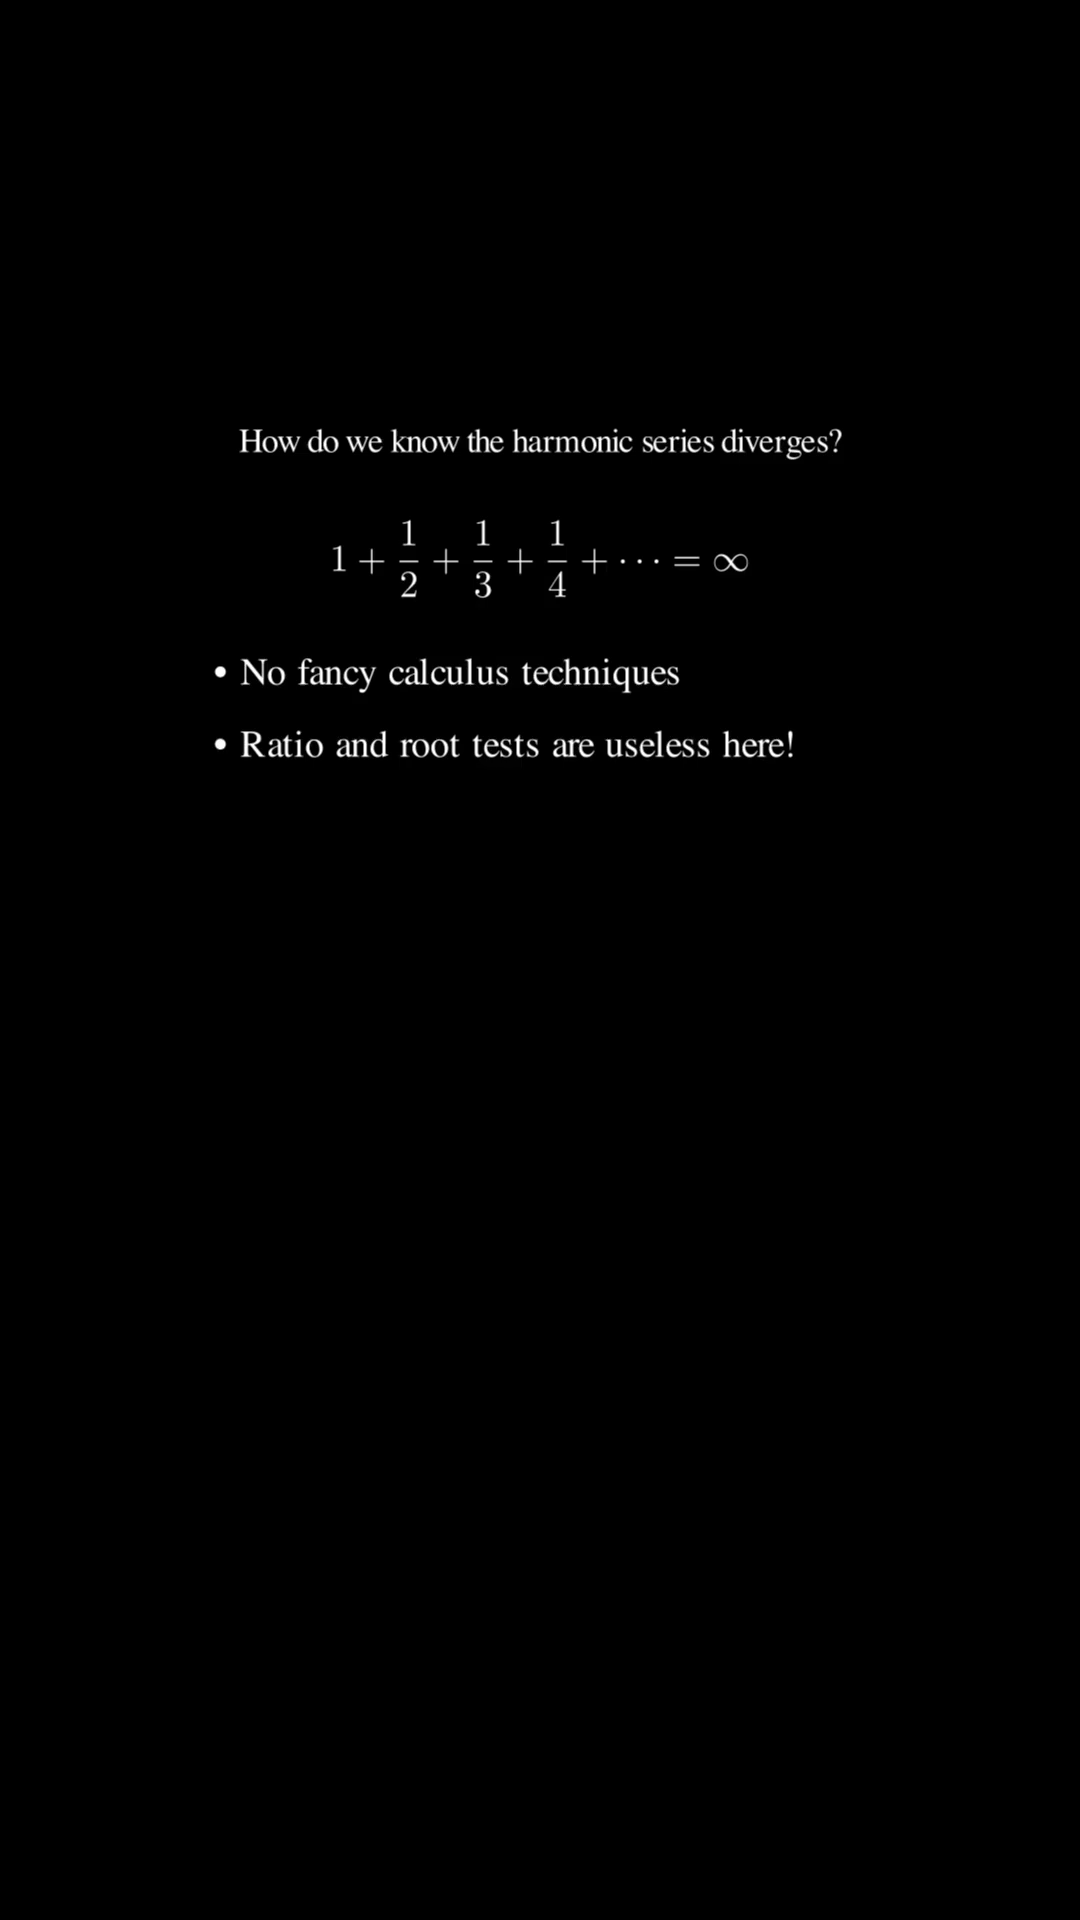 How do we know the harmonic series diverges?
1 + 1/2 + 1/3 + 1/4 + ··· = ∞
• No fancy calculus techniques
• Ratio and root tests are useless here!